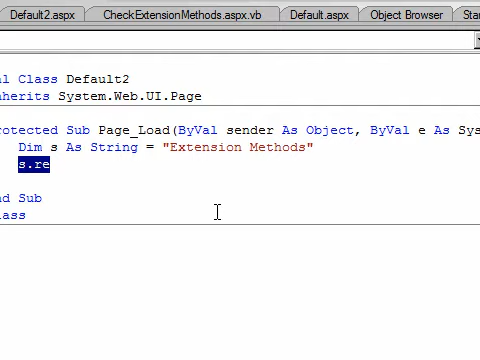 Default2.aspx CheckExtensionMethods.aspx.vb Default.aspx Object Browser Sta
al Class Default2
nherits System.Web.UI.Page
rotected Sub Page_Load(ByVal sender As Object, ByVal e As Sys
Dim s As String = "Extension Methods"
s.re
nd Sub
lass